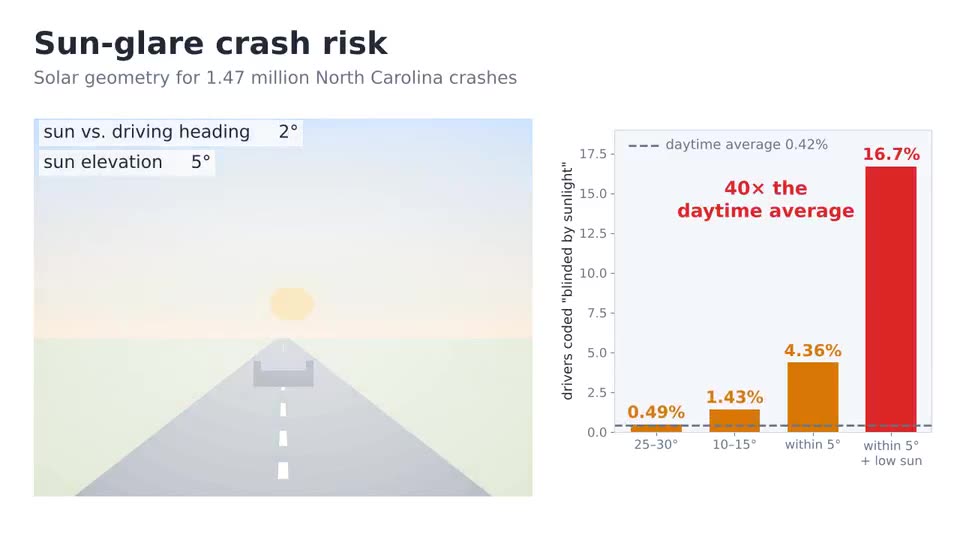 Sun-glare crash risk
Solar geometry for 1.47 million North Carolina crashes
sun vs. driving heading 2°
sun elevation 5°
drivers coded "blinded by sunlight"
17.5
15.0
12.5
10.0
7.5
5.0
2.5
0.0
daytime average 0.42%
40× the
daytime average
0.49%
1.43%
4.36%
16.7%
25–30°
10–15°
within 5°
within 5°
+ low sun